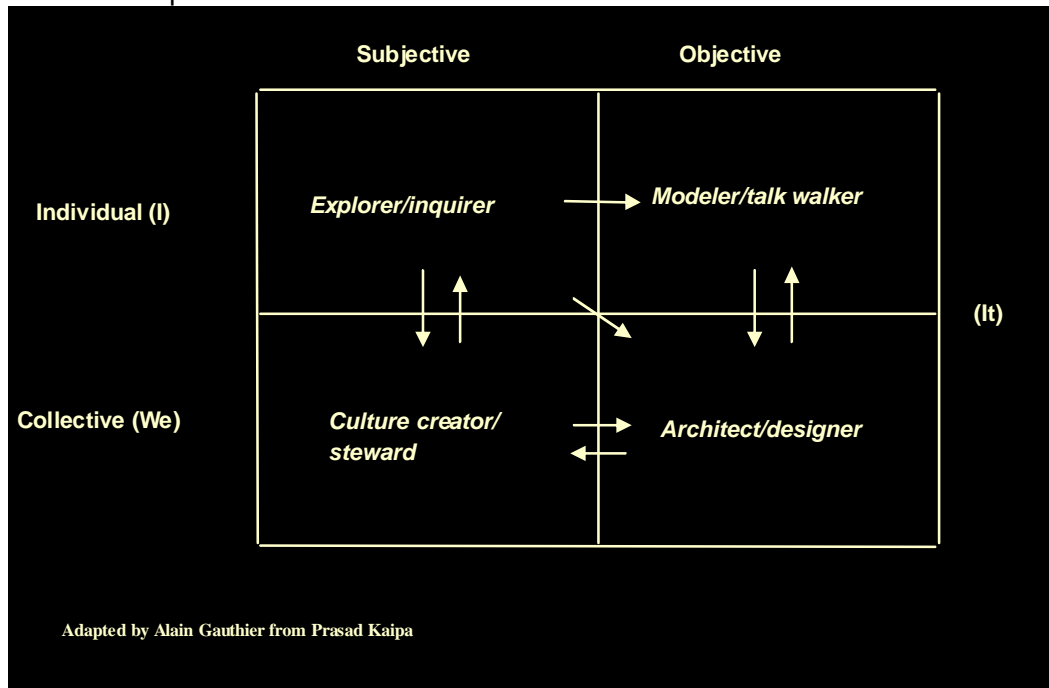 Subjective
Objective
Individual (I)
Explorer/inquirer
Modeler/talk walker
(It)
Collective (We)
Culture creator/
steward
Architect/designer
Adapted by Alain Gauthier from Prasad Kaipa